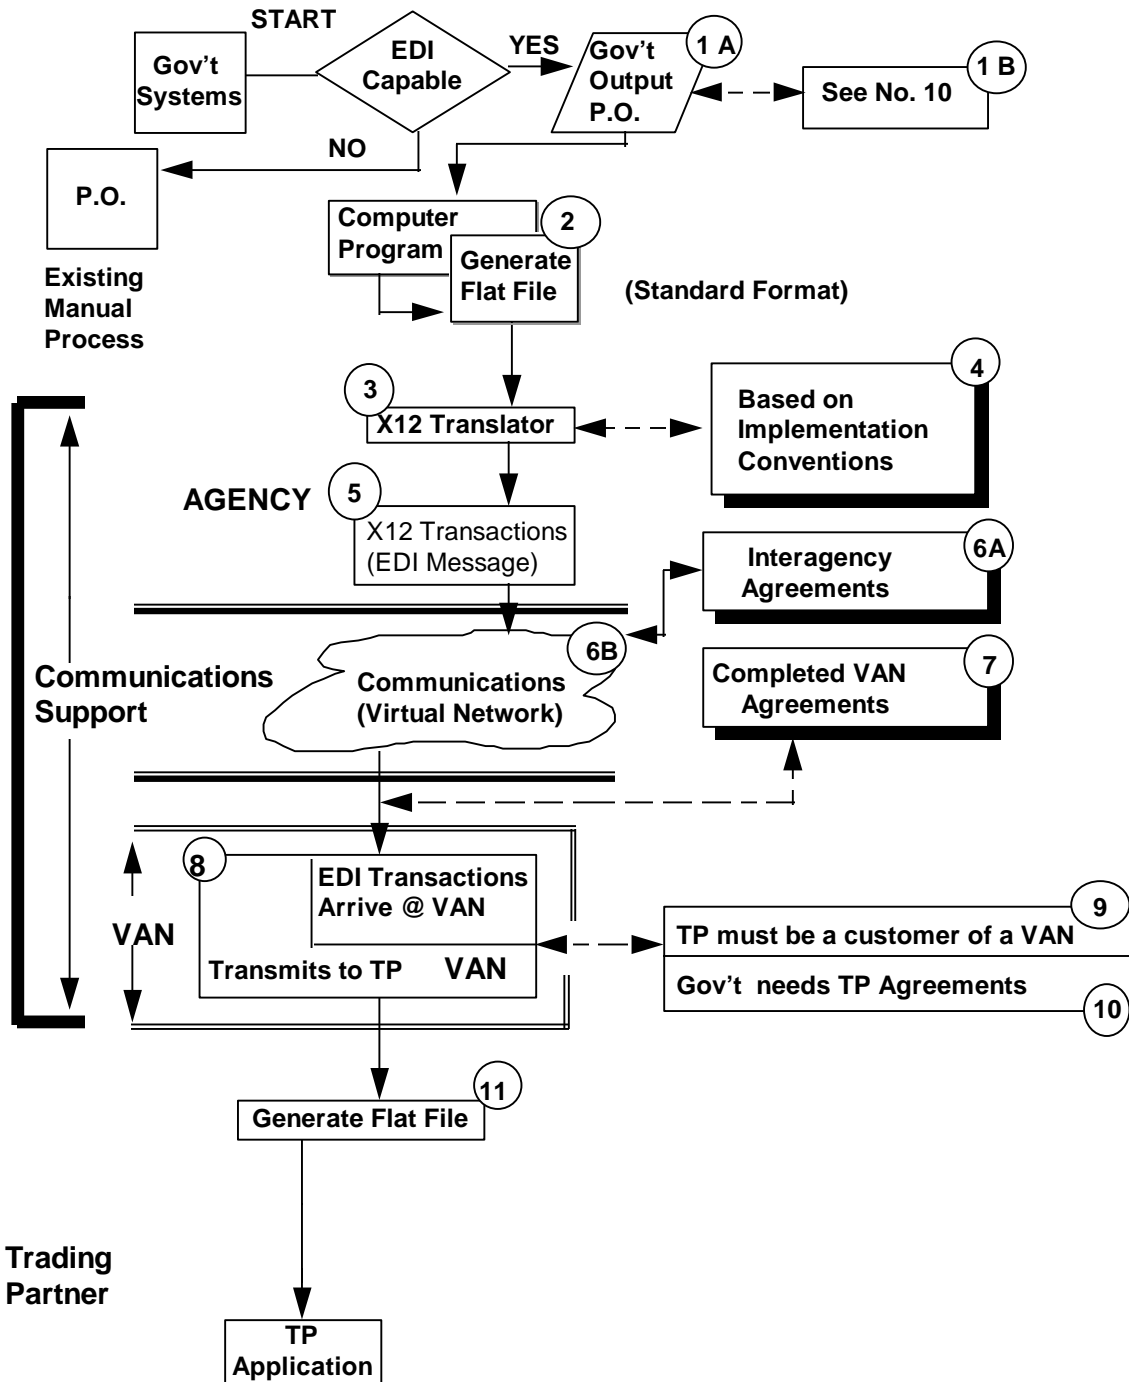 START
Gov’t
Systems
EDI
Capable
YES
Gov’t
Output
P.O.
1 A
See No. 10
1 B
NO
P.O.
Existing
Manual
Process
Computer
Program
2
Generate
Flat File
(Standard Format)
3
X12 Translator
4
Based on
Implementation
Conventions
AGENCY
5
X12 Transactions
(EDI Message)
6A
Interagency
Agreements
6B
Communications
(Virtual Network)
7
Completed VAN
Agreements
Communications
Support
8
EDI Transactions
Arrive @ VAN
VAN
Transmits to TP
VAN
9
TP must be a customer of a VAN
Gov’t needs TP Agreements
10
11
Generate Flat File
Trading
Partner
TP
Application